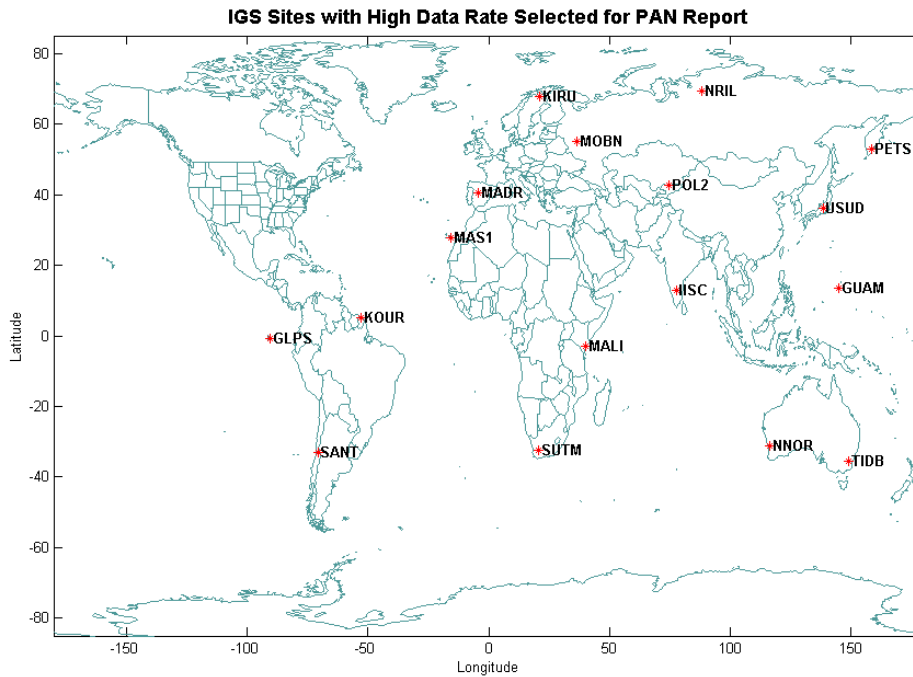 IGS Sites with High Data Rate Selected for PAN Report
80
60
40
20
0
-20
-40
-60
-80
Latitude
KIRU
NRIL
MOBN
PETS
POL2
MADR
USUD
MAS1
IISC
GUAM
KOUR
GLPS
MALI
SANT
SUTM
NNOR
TIDB
-150 -100 -50 0 50 100 150
Longitude